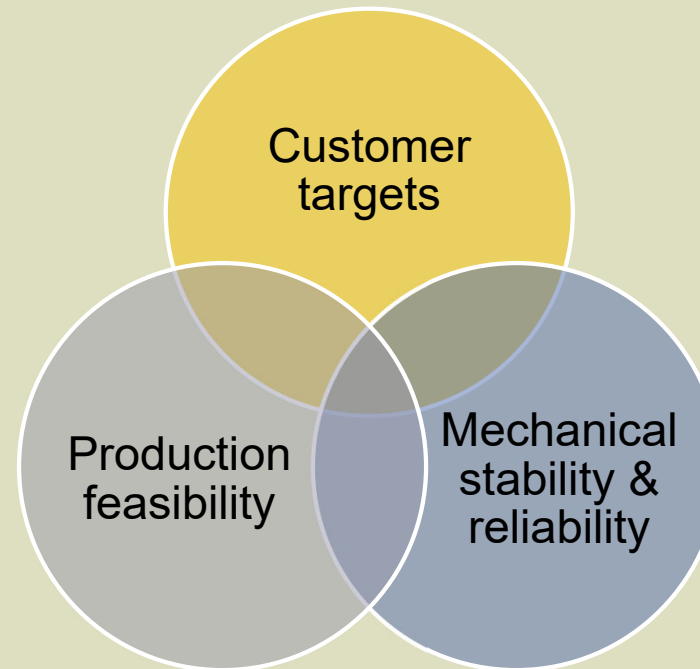 Customer
targets
Production
feasibility
Mechanical
stability &
reliability